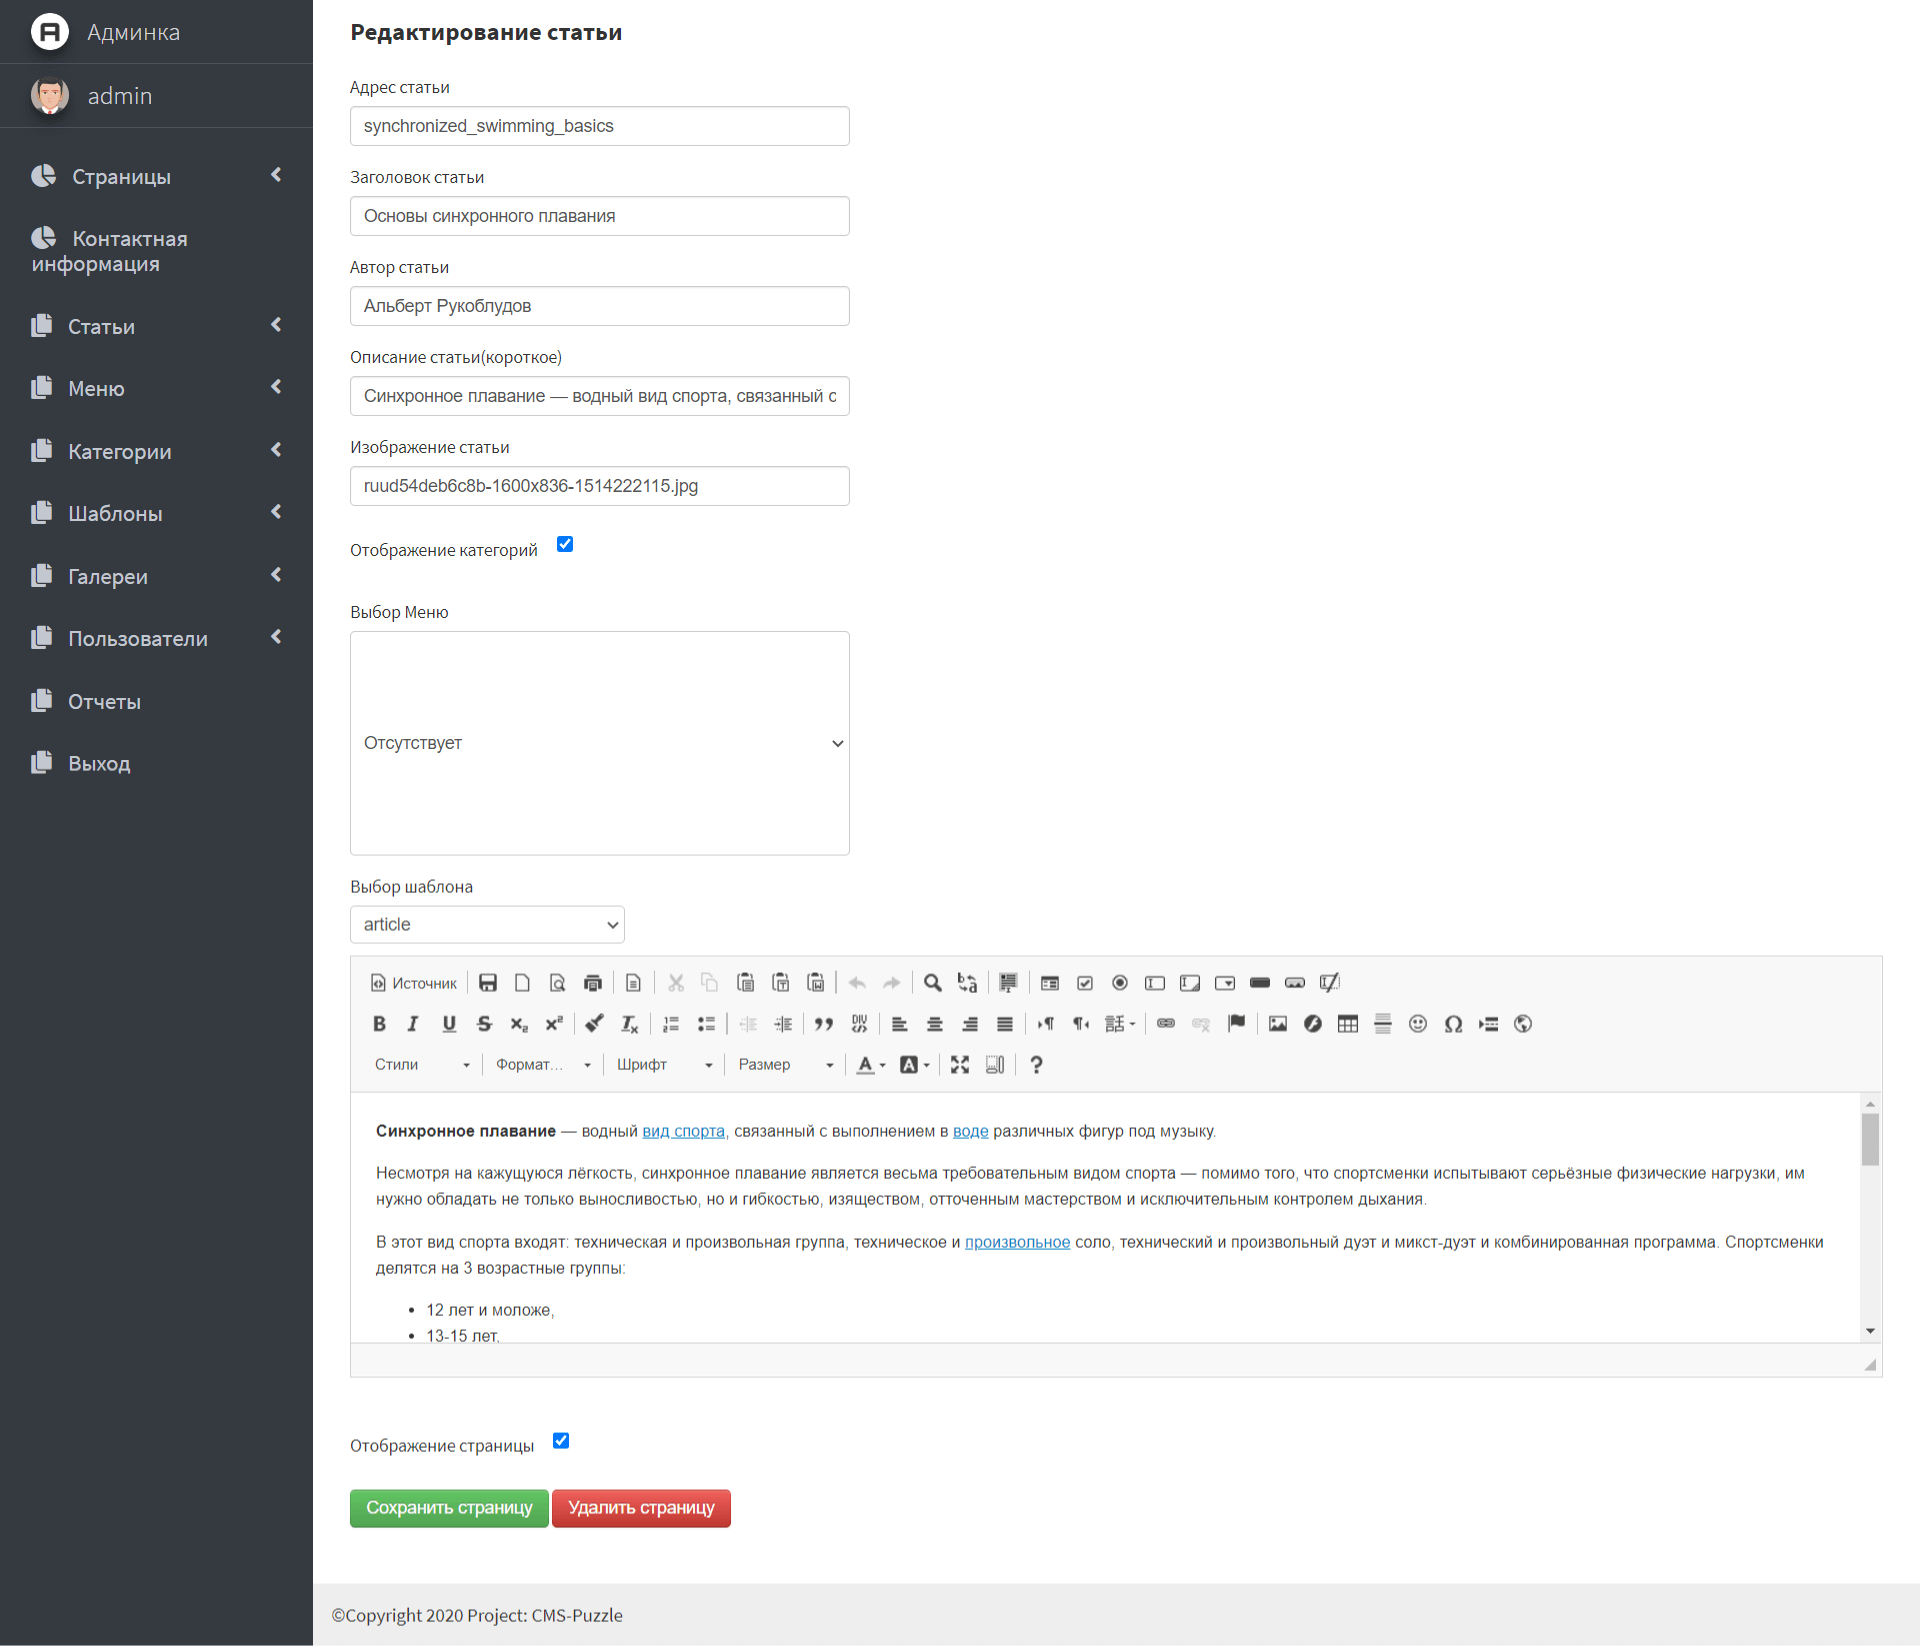 Админка
admin
Страницы
Контактная
информация
Статьи
Меню
Категории
Шаблоны
Галереи
Пользователи
Отчеты
Выход
Редактирование статьи
Адрес статьи
synchronized_swimming_basics
Заголовок статьи
Основы синхронного плавания
Автор статьи
Альберт Рукоблудов
Описание статьи(короткое)
Синхронное плавание — водный вид спорта, связанный с
Изображение статьи
ruud54deb6c8b-1600x836-1514222115.jpg
Отображение категорий
Выбор Меню
Отсутствует
Выбор шаблона
article
Источник
Стили Формат... Шрифт Размер
Синхронное плавание — водный вид спорта, связанный с выполнением в воде различных фигур под музыку.
Несмотря на кажущуюся лёгкость, синхронное плавание является весьма требовательным видом спорта — помимо того, что спортсменки испытывают серьёзные физические нагрузки, им
нужно обладать не только выносливостью, но и гибкостью, изяществом, отточенным мастерством и исключительным контролем дыхания.
В этот вид спорта входят: техническая и произвольная группа, техническое и произвольное соло, технический и произвольный дуэт и микст-дуэт и комбинированная программа. Спортсменки
делятся на 3 возрастные группы:
• 12 лет и моложе,
• 13-15 лет,
Отображение страницы
Сохранить страницу Удалить страницу
©Copyright 2020 Project: CMS-Puzzle